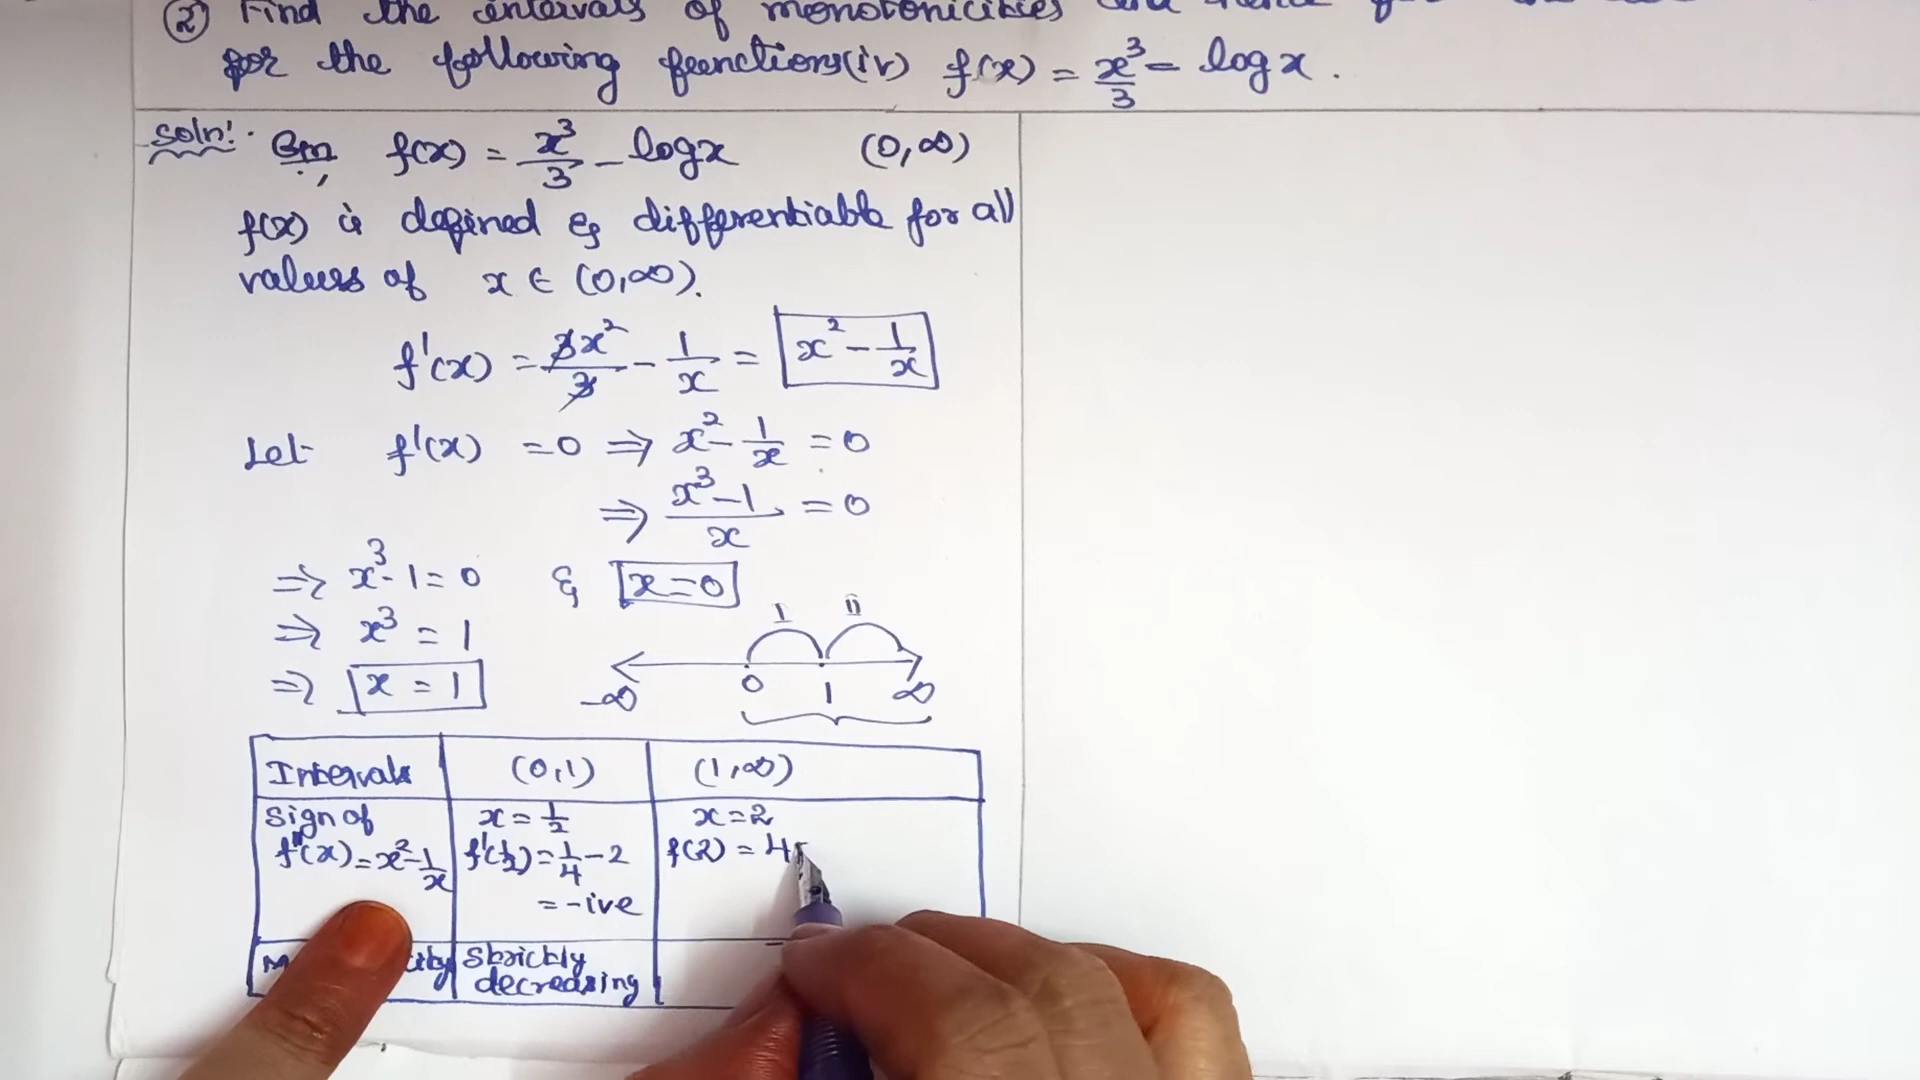 ② Find the intervals of monotonicities
for the following functions (iv) f(x) = x³/3 - log x.
Soln:. Gn, f(x) = x³/3 - log x (0,∞)
f(x) is defined & differentiable for all
values of x ∈ (0,∞).
f'(x) = 3x²/3 - 1/x = x² - 1/x
Let f'(x) = 0 ⇒ x² - 1/x = 0
⇒ x³-1/x = 0
⇒ x³-1=0 & x=0
⇒ x³ = 1
⇒ x = 1
I II
-∞ 0 1 ∞
Intervals (0,1) (1,∞)
Sign of x = 1/2 x=2
f'(x)=x²-1/x f'(1/2)=1/4-2 f(2) = 4
= -ive
Strictly
decreasing